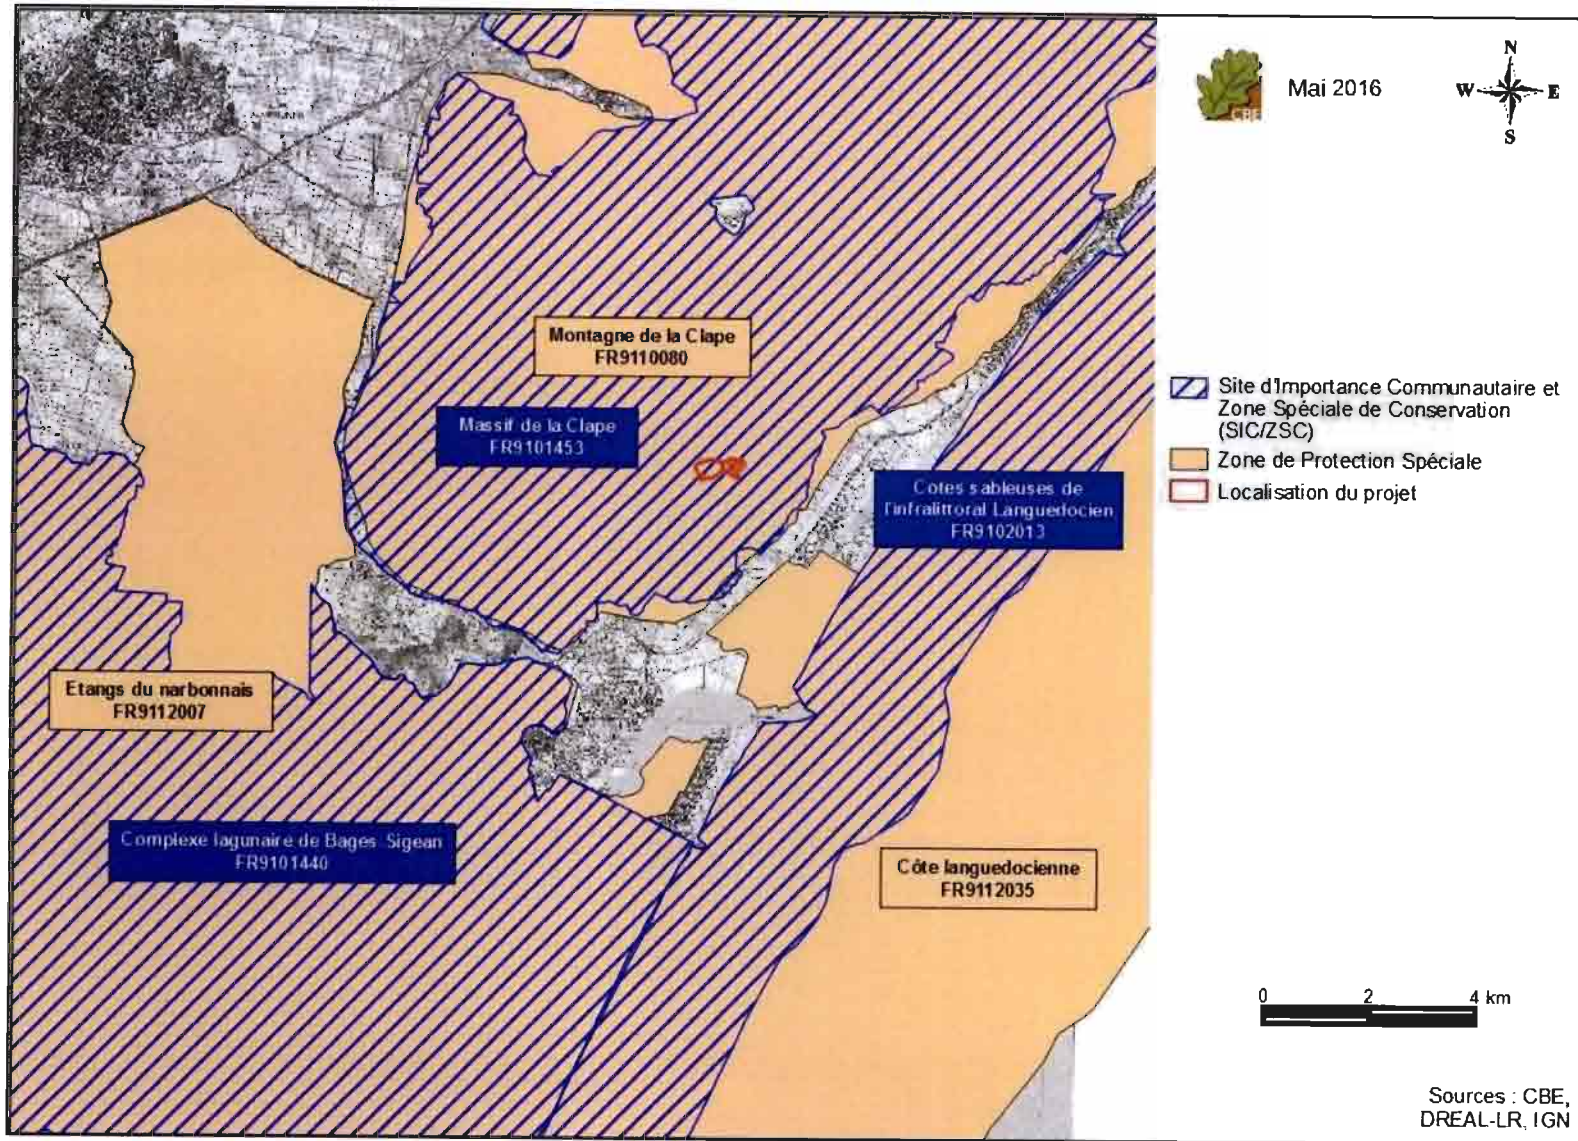 Mai 2016
CBE
N
W
E
S
Montagne de la Clape
FR9110080
Massif de la Clape
FR9101453
Cotes sableuses de
l'infralittoral Languedocien
FR9102013
Etangs du narbonnais
FR9112007
Complexe lagunaire de Bages Sigean
FR9101440
Côte languedocienne
FR9112035
Site d'Importance Communautaire et
Zone Spéciale de Conservation
(SIC/ZSC)
Zone de Protection Spéciale
Localisation du projet
0 2 4 km
Sources : CBE,
DREAL-LR, IGN